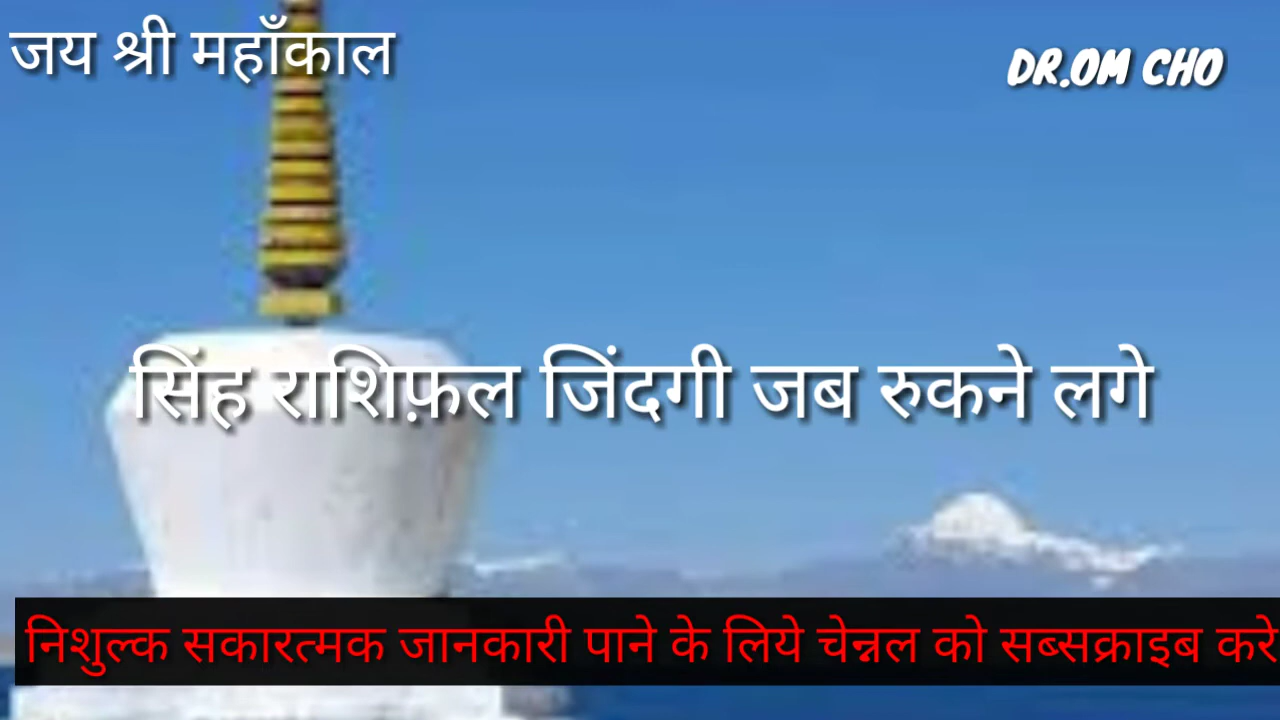 जय श्री महाँकाल
DR.OM CHO
सिंह राशिफ़ल जिंदगी जब रुकने लगे
निशुल्क सकारत्मक जानकारी पाने के लिये चेन्नल को सब्सक्राइब करे